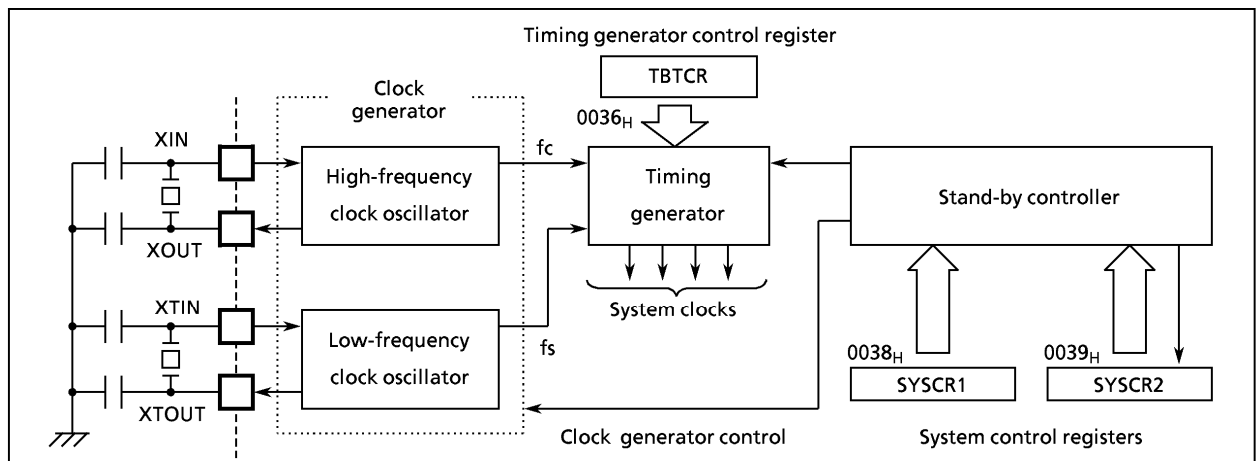 Timing generator control register
TBTCR
Clock
generator
0036H
XIN
fc
High-frequency
clock oscillator
Timing
generator
Stand-by controller
XOUT
XTIN
System clocks
Low-frequency
clock oscillator
fs
0038H
0039H
SYSCR1
SYSCR2
XTOUT
Clock generator control
System control registers